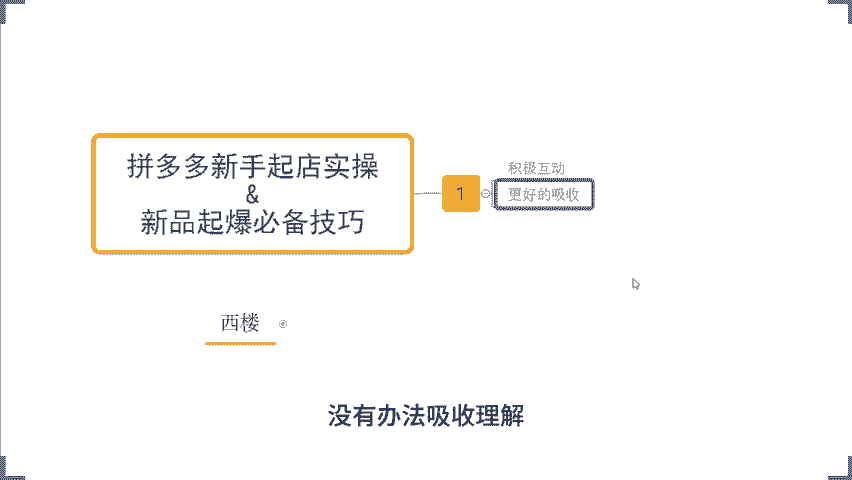 拼多多新手起店实操
&
新品起爆必备技巧
1
积极互动
更好的吸收
西楼
没有办法吸收理解